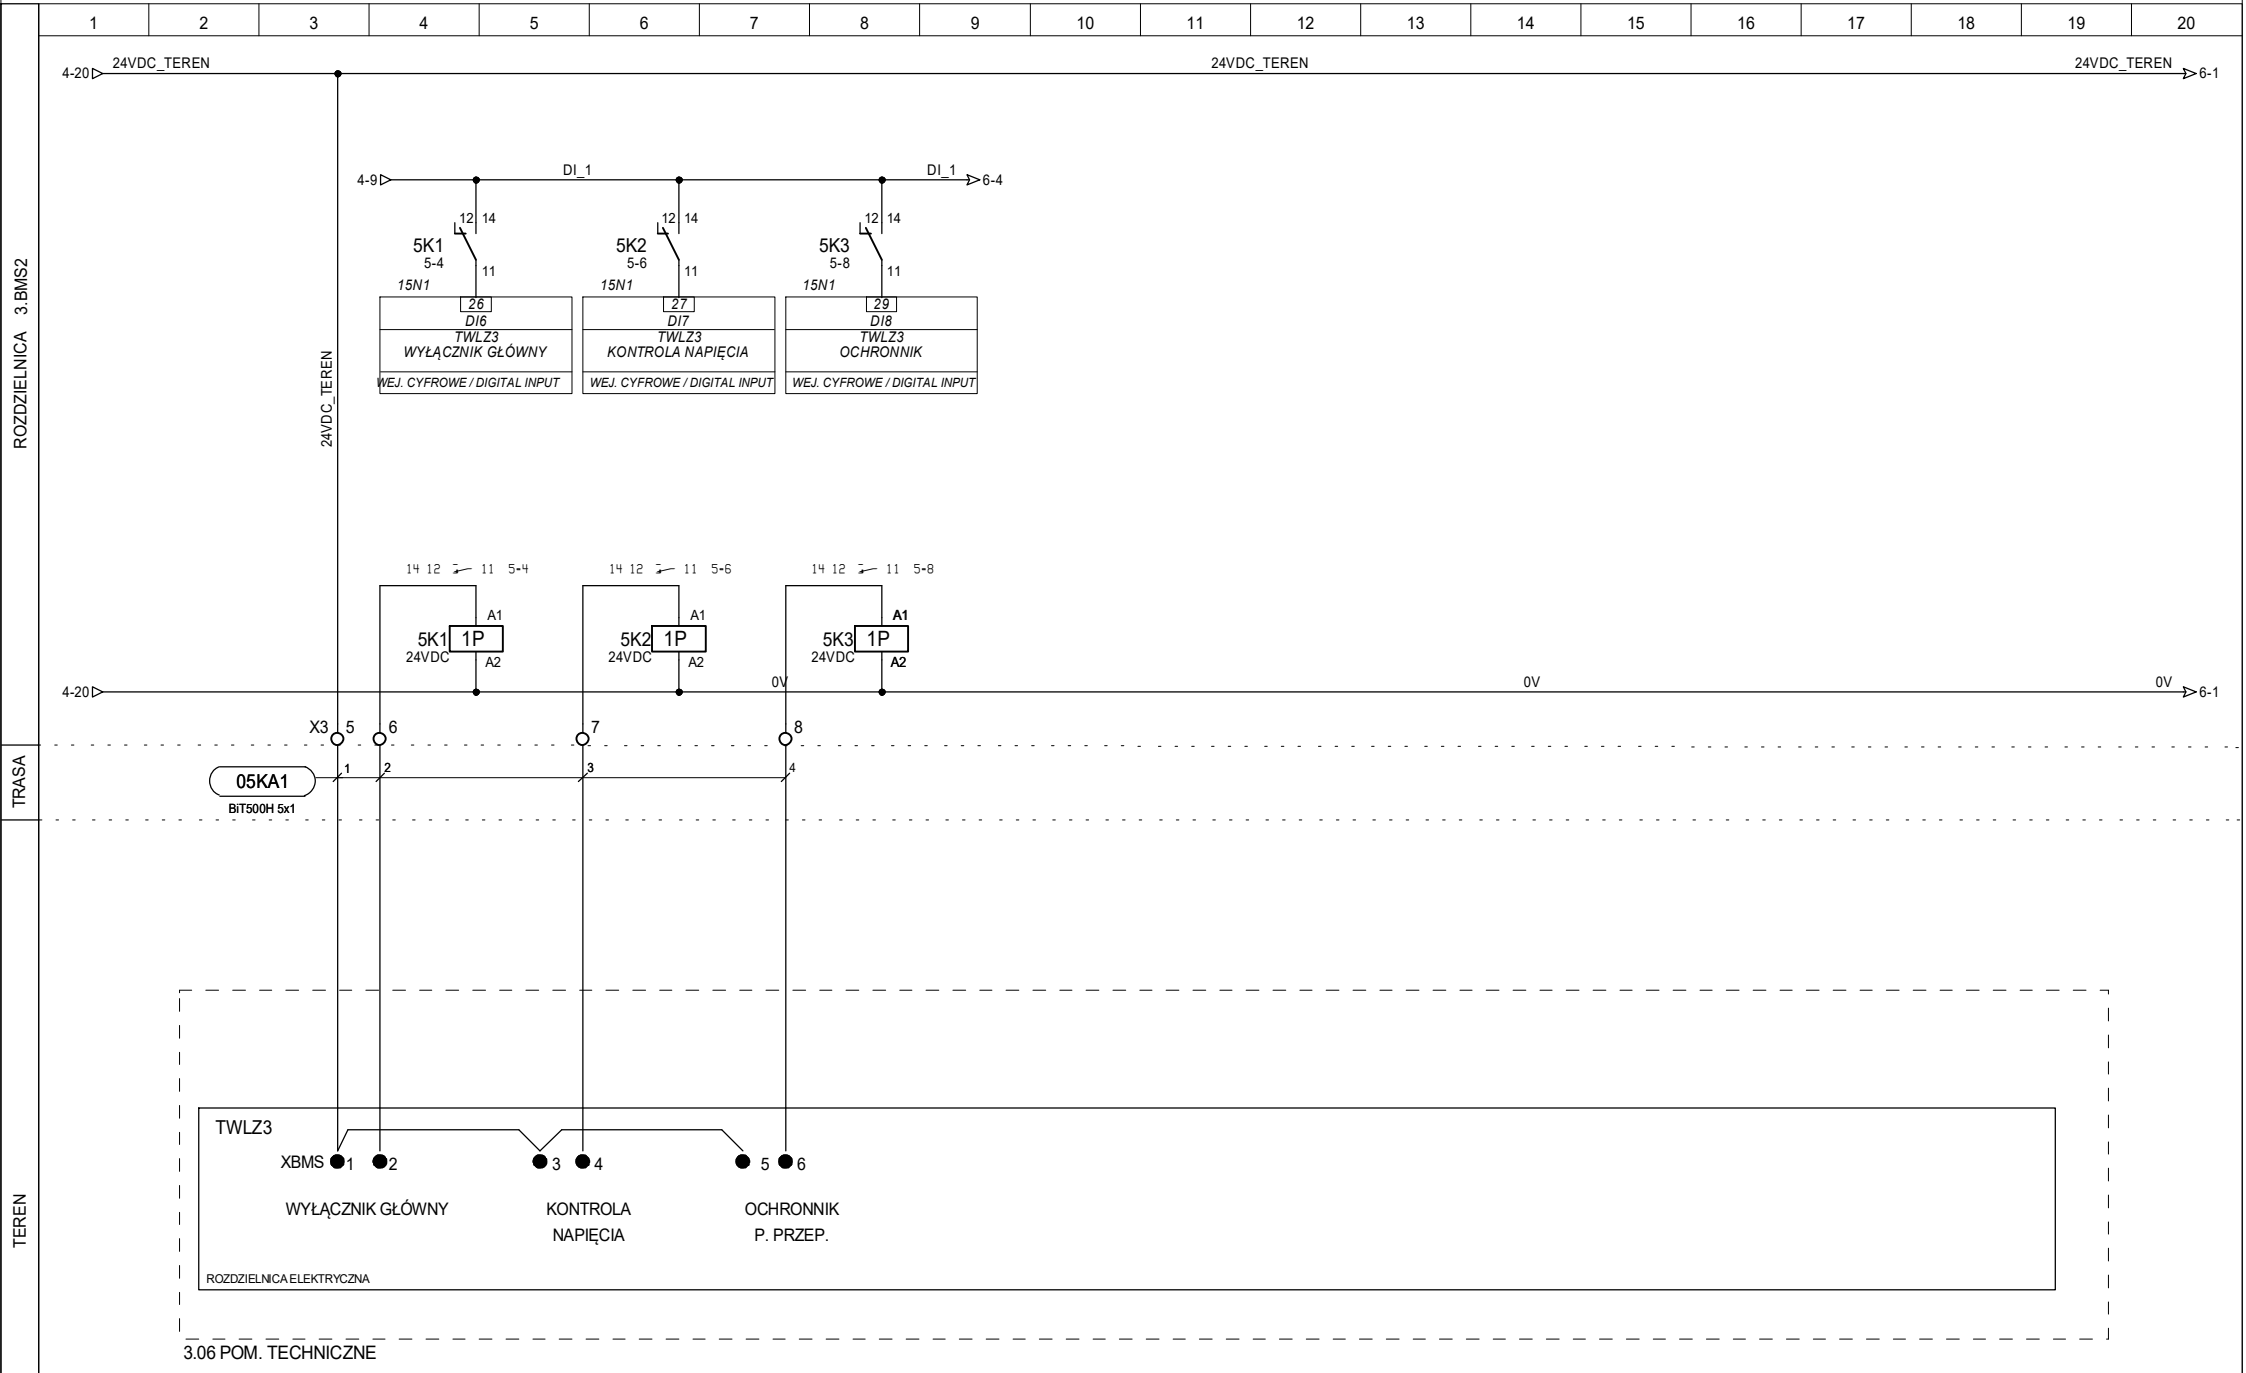 1 2 3 4 5 6 7 8 9 10 11 12 13 14 15 16 17 18 19 20
4-20 24VDC_TEREN 24VDC_TEREN 24VDC_TEREN 6-1
4-9 DI_1 DI_1 6-4
12 14 12 14 12 14
5K1 5K2 5K3
5-4 5-6 5-8
11 11 11
15N1 15N1 15N1
26 27 29
DI6 DI7 DI8
TWLZ3 TWLZ3 TWLZ3
WYŁĄCZNIK GŁÓWNY KONTROLA NAPIĘCIA OCHRONNIK
WEJ. CYFROWE / DIGITAL INPUT WEJ. CYFROWE / DIGITAL INPUT WEJ. CYFROWE / DIGITAL INPUT
ROZDZIELNICA 3.BMS2
24VDC_TEREN
14 12 11 5-4 14 12 11 5-6 14 12 11 5-8
A1 A1 A1
5K1 1P 5K2 1P 5K3 1P
24VDC A2 24VDC A2 24VDC A2
4-20 0V 0V 0V 6-1
X3 5 6 7 8
TRASA
05KA1 1 2 3 4
BiT500H 5x1
TEREN
TWLZ3
XBMS 1 2 3 4 5 6
WYŁĄCZNIK GŁÓWNY KONTROLA OCHRONNIK
NAPIĘCIA P. PRZEP.
ROZDZIELNICA ELEKTRYCZNA
3.06 POM. TECHNICZNE